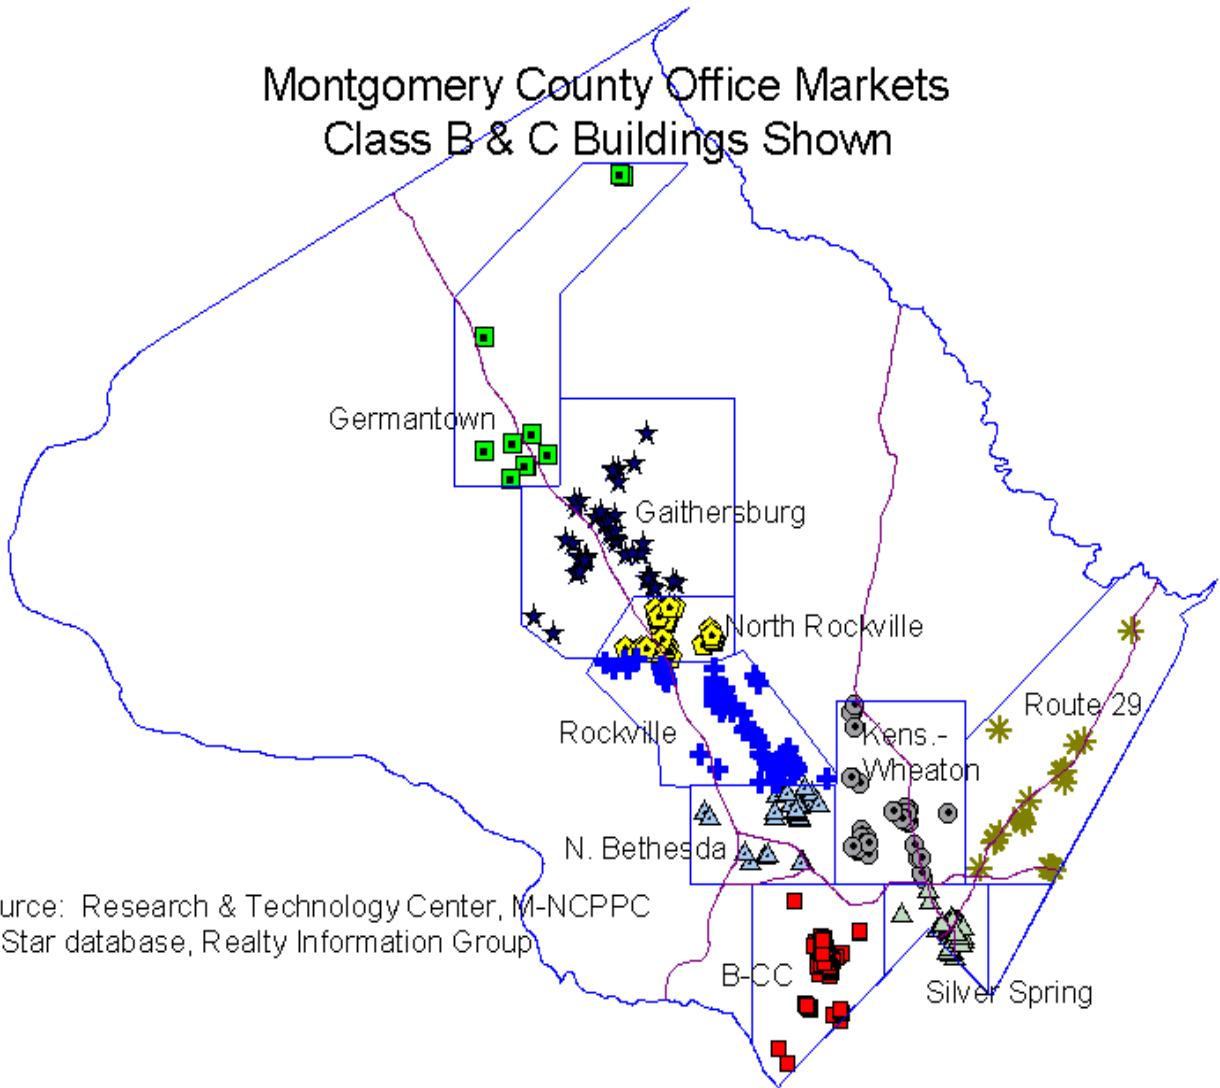 Montgomery County Office Markets
Class B & C Buildings Shown
Germantown
Gaithersburg
North Rockville
Route 29
Rockville
Kens.-
Wheaton
N. Bethesda
urce: Research & Technology Center, M-NCPPC
Star database, Realty Information Group
B-CC
Silver Spring